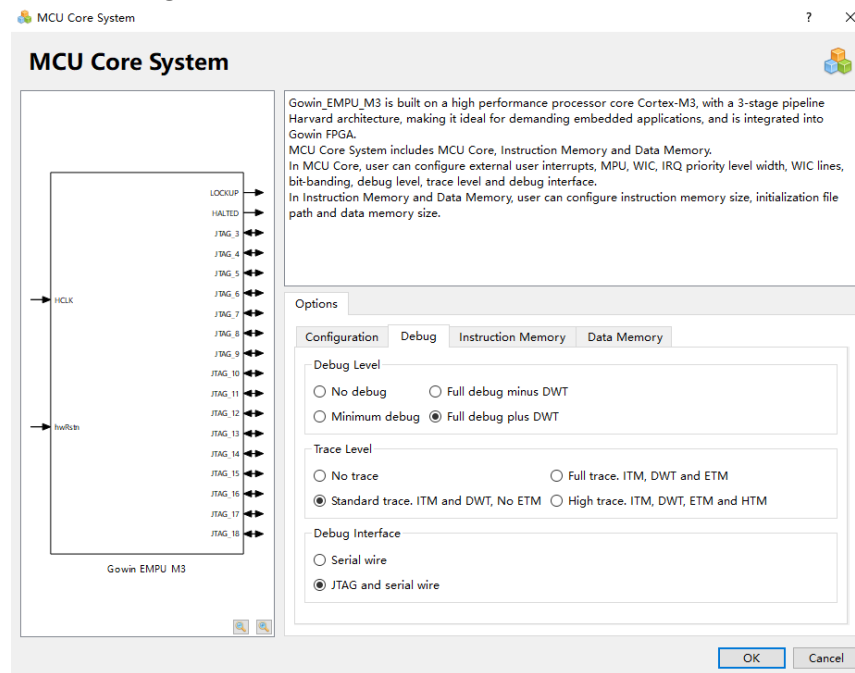 MCU Core System
?
MCU Core System
LOCKUP
HALTED
JTAG_3
JTAG_4
JTAG_5
JTAG_6
JTAG_7
JTAG_8
JTAG_9
JTAG_10
JTAG_11
JTAG_12
JTAG_13
JTAG_14
JTAG_15
JTAG_16
JTAG_17
JTAG_18
HCLK
hwRstn
Gowin EMPU M3
Gowin_EMPU_M3 is built on a high performance processor core Cortex-M3, with a 3-stage pipeline
Harvard architecture, making it ideal for demanding embedded applications, and is integrated into
Gowin FPGA.
MCU Core System includes MCU Core, Instruction Memory and Data Memory.
In MCU Core, user can configure external user interrupts, MPU, WIC, IRQ priority level width, WIC lines,
bit-banding, debug level, trace level and debug interface.
In Instruction Memory and Data Memory, user can configure instruction memory size, initialization file
path and data memory size.
Options
Configuration Debug Instruction Memory Data Memory
Debug Level
No debug Full debug minus DWT
Minimum debug Full debug plus DWT
Trace Level
No trace Full trace. ITM, DWT and ETM
Standard trace. ITM and DWT, No ETM High trace. ITM, DWT, ETM and HTM
Debug Interface
Serial wire
JTAG and serial wire
OK Cancel